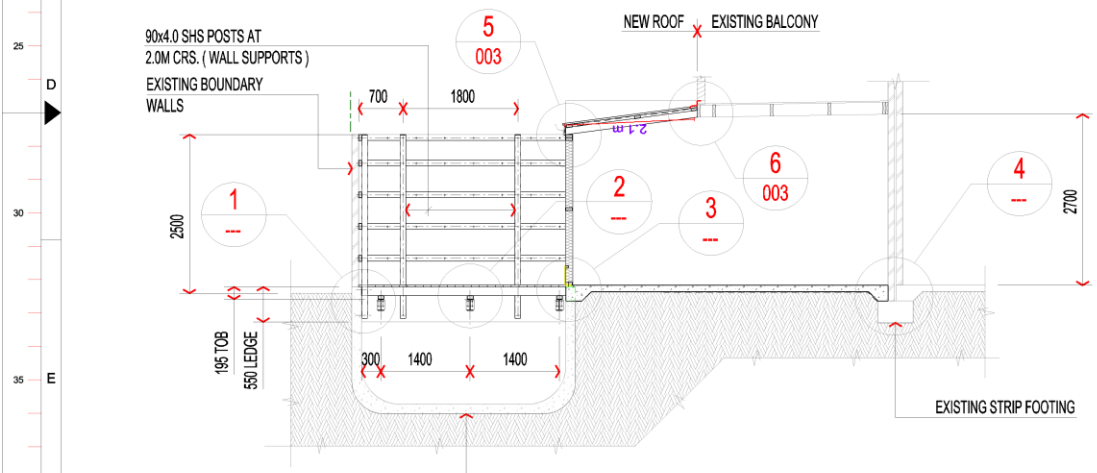 25
30
35
D
E
90x4.0 SHS POSTS AT
2.0M CRS. ( WALL SUPPORTS )
EXISTING BOUNDARY
WALLS
700
1800
5
003
NEW ROOF
EXISTING BALCONY
2.1 m
6
003
4
---
2700
2500
1
---
2
---
3
---
195 TOB
550 LEDGE
300
1400
1400
EXISTING STRIP FOOTING